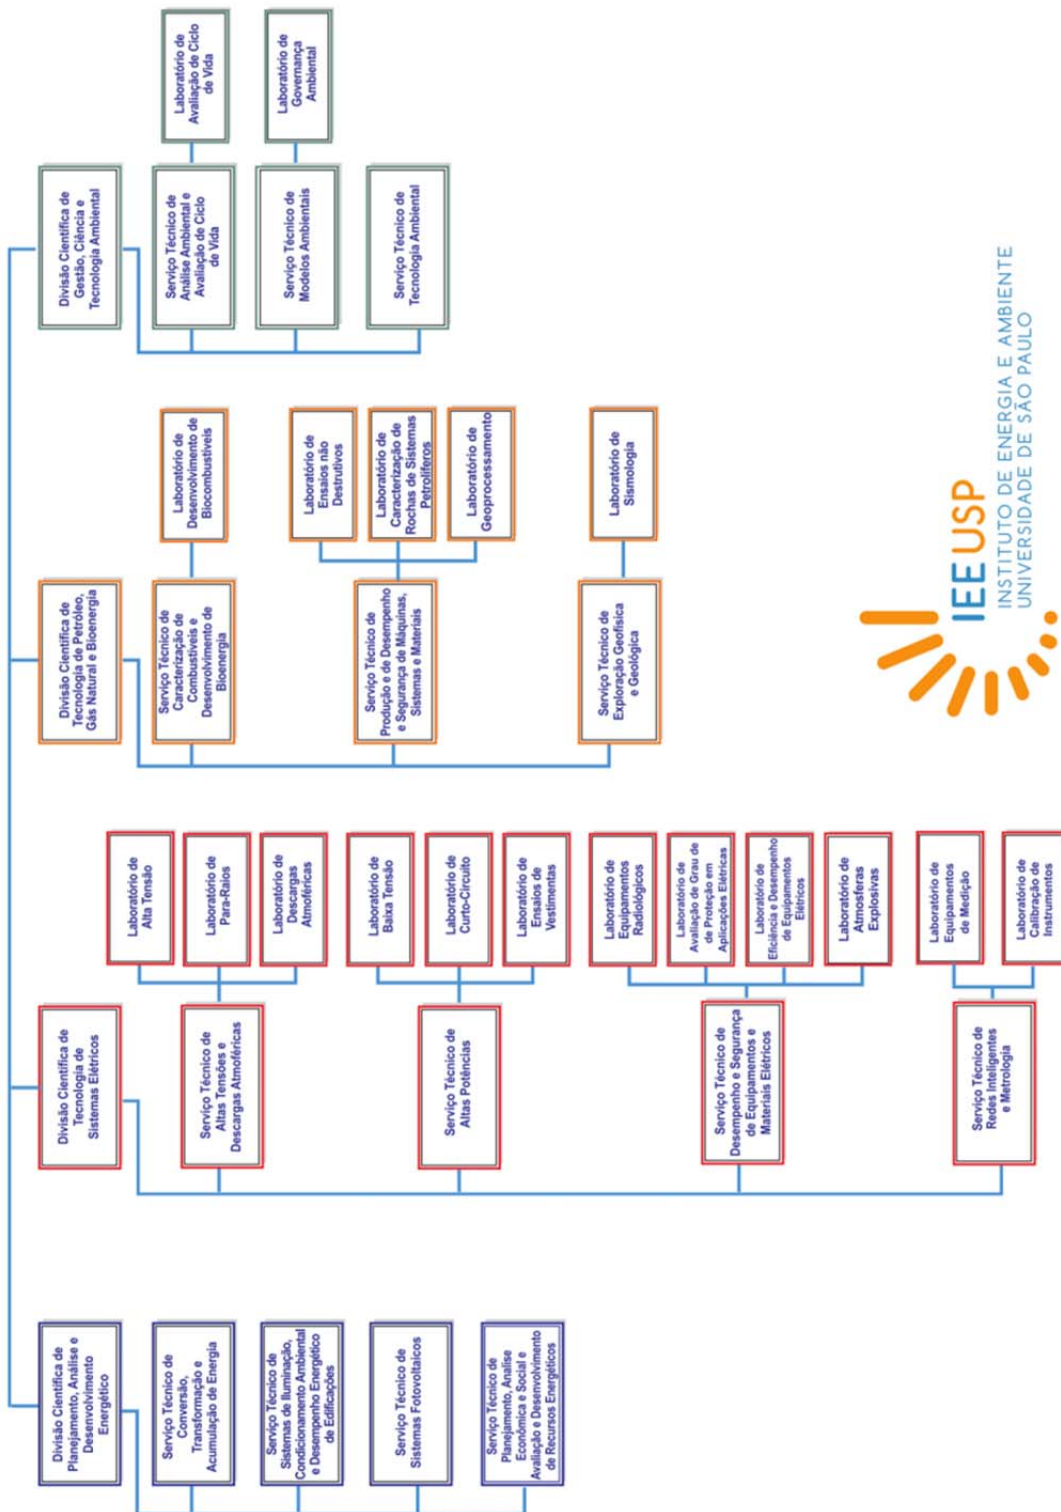 Divisão Científica de
Planejamento, Análise e
Desenvolvimento
Energético
Serviço Técnico de
Conversão,
Transformação e
Acumulação de Energia
Serviço Técnico de
Sistemas de Iluminação,
Condicionamento Ambiental
e Desempenho Energético
de Edificações
Serviço Técnico de
Sistemas Fotovoltaicos
Serviço Técnico de
Planejamento, Analise
Econômica e Social e
Avaliação e Desenvolvimento
de Recursos Energéticos
Divisão Científica de
Tecnologia de
Sistemas Elétricos
Serviço Técnico de
Altas Tensões e
Descargas Atmoféricas
Laboratório de
Alta Tensão
Laboratório de
Para-Raios
Laboratório de
Descargas
Atmoféricas
Serviço Técnico de
Altas Potências
Laboratório de
Baixa Tensão
Laboratório de
Curto-Circuito
Laboratório de
Ensaios de
Vestimentas
Serviço Técnico de
Desempenho e Segurança
de Equipamentos e
Materiais Elétricos
Laboratório de
Equipamentos
Radiológicos
Laboratório de
Avaliação de Grau de
de Proteção em
Aplicações Elétricas
Laboratório de
Eficiência e Desempenho
de Equipamentos
Elétricos
Laboratório de
Atmosferas
Explosivas
Serviço Técnico de
Redes Inteligentes
e Metrologia
Laboratório de
Equipamentos
de Medição
Laboratório de
Calibração de
Instrumentos
Divisão Científica de
Tecnologia de Petróleo,
Gás Natural e Bioenergia
Serviço Técnico de
Caracterização de
Combustíveis e
Desenvolvimento de
Bioenergia
Laboratório de
Desenvolvimento de
Biocombustíveis
Serviço Técnico de
Produção e de Desempenho
e Segurança de Máquinas,
Sistemas e Materiais
Laboratório de
Ensaios não
Destrutivos
Laboratório de
Caracterização de
Rochas de Sistemas
Petrolíferos
Laboratório de
Geoprocessamento
Serviço Técnico de
Exploração Geofísica
e Geológica
Laboratório de
Sismologia
Divisão Científica de
Gestão, Ciência e
Tecnologia Ambiental
Serviço Técnico de
Análise Ambiental e
Avaliação de Ciclo
de Vida
Laboratório de
Avaliação de Ciclo
de Vida
Serviço Técnico de
Modelos Ambientais
Laboratório de
Governança
Ambiental
Serviço Técnico de
Tecnologia Ambiental
IEE USP
INSTITUTO DE ENERGIA E AMBIENTE
UNIVERSIDADE DE SÃO PAULO